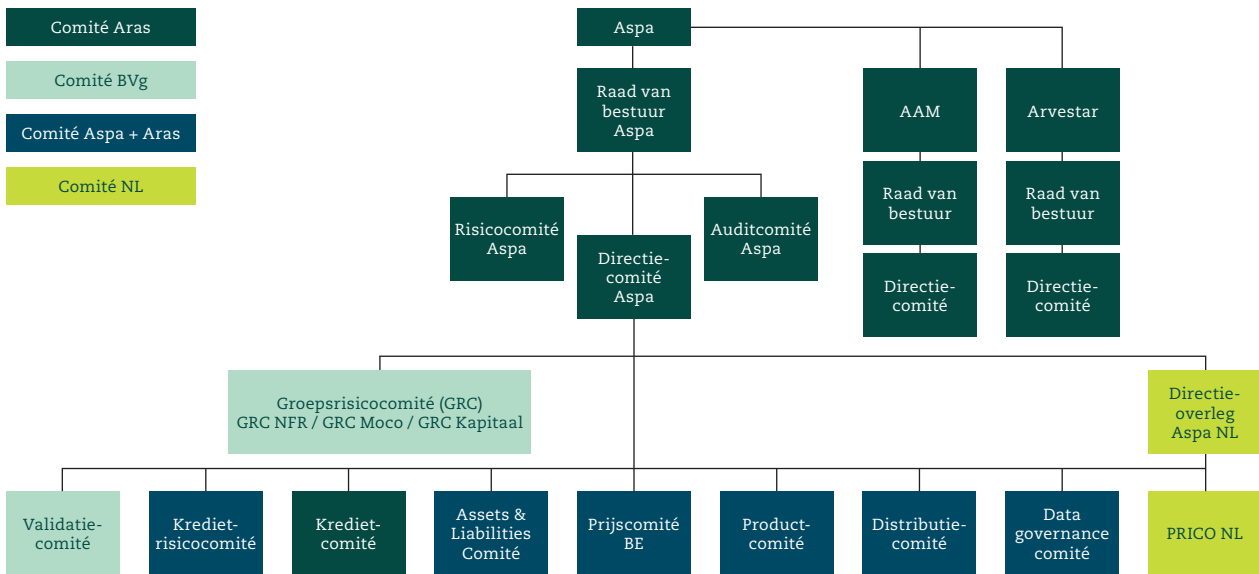 Comité Aras
Comité BVg
Comité Aspa + Aras
Comité NL
Aspa
Raad van
bestuur
Aspa
AAM
Arvestar
Risicocomité
Aspa
Directie-
comité
Aspa
Auditcomité
Aspa
Raad van
bestuur
Raad van
bestuur
Directie-
comité
Directie-
comité
Groepsrisicocomité (GRC)
GRC NFR / GRC Moco / GRC Kapitaal
Directie-
overleg
Aspa NL
Validatie-
comité
Krediet-
risicocomité
Krediet-
comité
Assets &
Liabilities
Comité
Prijscomité
BE
Product-
comité
Distributie-
comité
Data
governance
comité
PRICO NL